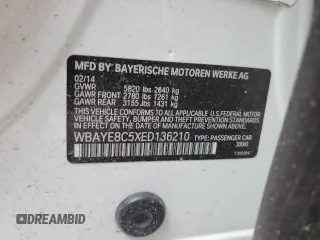 MFD BY: BAYERISCHE MOTOREN WERKE AG
02/14
GVWR 5820 lbs 2640 kg
GAWR FRONT 2780 lbs 1261 kg
GAWR REAR 3155 lbs 1431 kg
THIS VEHICLE CONFORMS TO ALL APPLICABLE U.S. FEDERAL MOTOR
VEHICLE SAFETY, BUMPER, AND THEFT PREVENTION STANDARDS
IN EFFECT ON THE DATE OF MANUFACTURE SHOWN ABOVE.
WBAYE8C5XED136210 TYPE: PASSENGER CAR
AUTOBIDMASTER
DREAMBID.COM